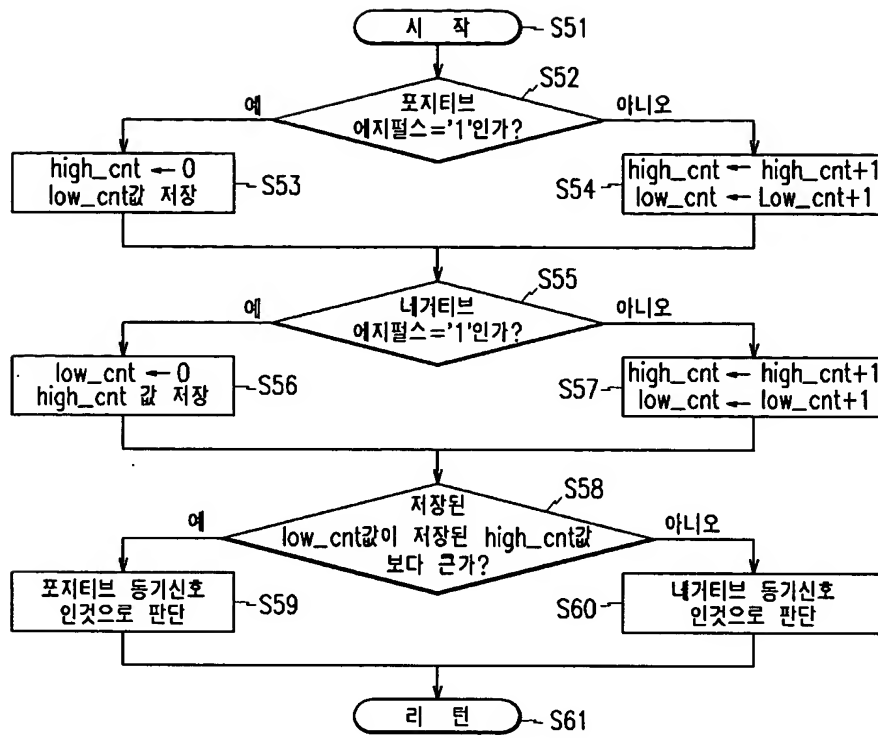 시 작
S51
S52
포지티브
에지펄스='1'인가?
예
아니오
high_cnt ← 0
low_cnt값 저장
S53
S54
high_cnt ← high_cnt+1
low_cnt ← Low_cnt+1
S55
네거티브
에지펄스='1'인가?
예
아니오
low_cnt ← 0
high_cnt 값 저장
S56
S57
high_cnt ← high_cnt+1
low_cnt ← low_cnt+1
S58
저장된
low_cnt값이 저장된 high_cnt값
보다 큰가?
예
아니오
포지티브 동기신호
인것으로 판단
S59
S60
네거티브 동기신호
인것으로 판단
리 턴
S61